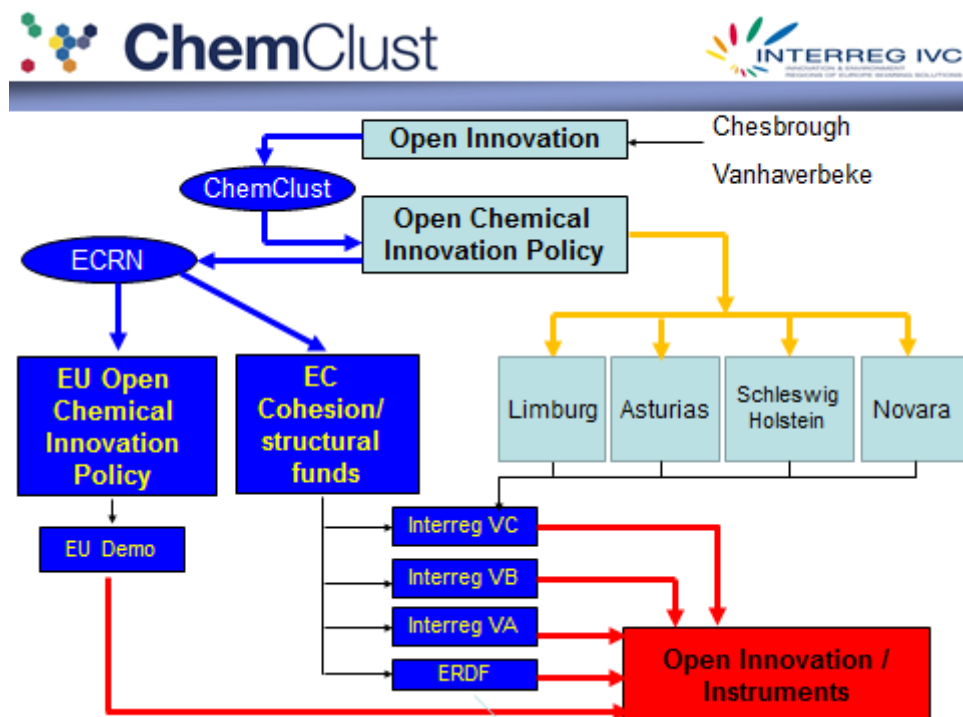 ChemClust
INTERREG IVC
INNOVATION & ENVIRONMENT
REGIONS OF EUROPE SHARING SOLUTIONS
Open Innovation
Chesbrough
Vanhaverbeke
ChemClust
Open Chemical
Innovation Policy
ECRN
EU Open
Chemical
Innovation
Policy
EC
Cohesion/
structural
funds
Limburg
Asturias
Schleswig
Holstein
Novara
Interreg VC
EU Demo
Interreg VB
Interreg VA
ERDF
Open Innovation /
Instruments